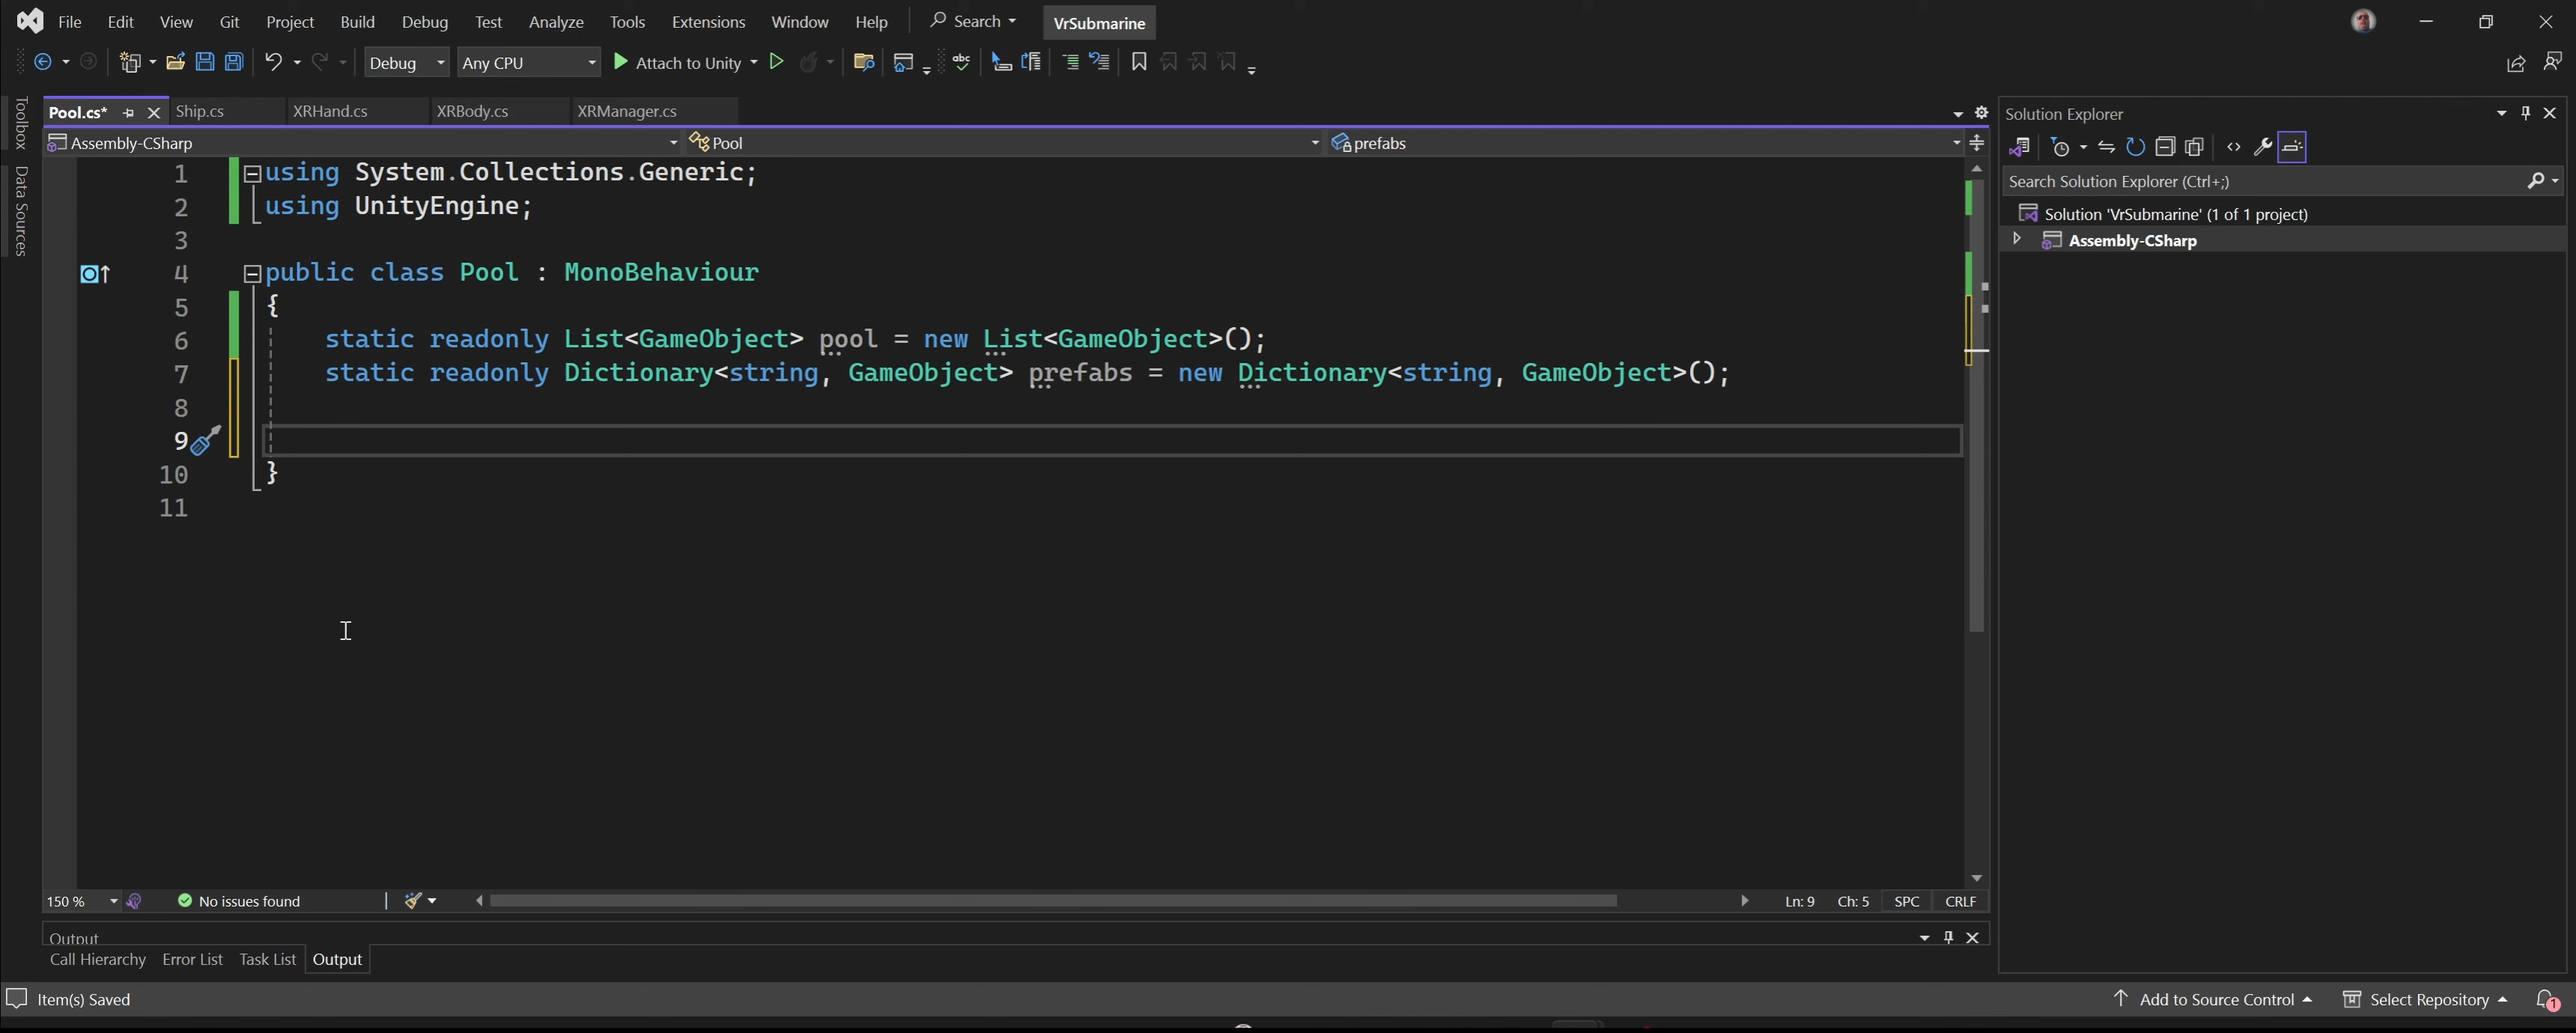 File Edit View Git Project Build Debug Test Analyze Tools Extensions Window Help Search VrSubmarine
Debug Any CPU Attach to Unity
Toolbox
Data Sources
Pool.cs* Ship.cs XRHand.cs XRBody.cs XRManager.cs
Assembly-CSharp Pool prefabs
1 using System.Collections.Generic;
2 using UnityEngine;
3
4 public class Pool : MonoBehaviour
5 {
6 static readonly List<GameObject> pool = new List<GameObject>();
7 static readonly Dictionary<string, GameObject> prefabs = new Dictionary<string, GameObject>();
8
9
10 }
11
150 % No issues found Ln: 9 Ch: 5 SPC CRLF
Output
Call Hierarchy Error List Task List Output
Solution Explorer
Search Solution Explorer (Ctrl+;)
Solution 'VrSubmarine' (1 of 1 project)
Assembly-CSharp
Item(s) Saved Add to Source Control Select Repository 1